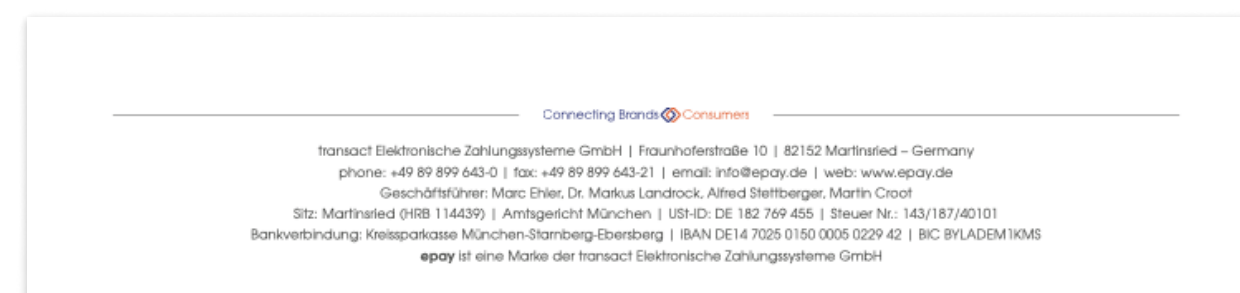 Connecting Brands Consumers
transact Elektronische Zahlungssysteme GmbH | Fraunhoferstraße 10 | 82152 Martinsried – Germany
phone: +49 89 899 643-0 | fax: +49 89 899 643-21 | email: info@epay.de | web: www.epay.de
Geschäftsführer: Marc Ehler, Dr. Markus Landrock, Alfred Stettberger, Martin Croot
Sitz: Martinsried (HRB 114439) | Amtsgericht München | USt-ID: DE 182 769 455 | Steuer Nr.: 143/187/40101
Bankverbindung: Kreissparkasse München-Starnberg-Ebersberg | IBAN DE14 7025 0150 0005 0229 42 | BIC BYLADEM1KMS
epay ist eine Marke der transact Elektronische Zahlungssysteme GmbH